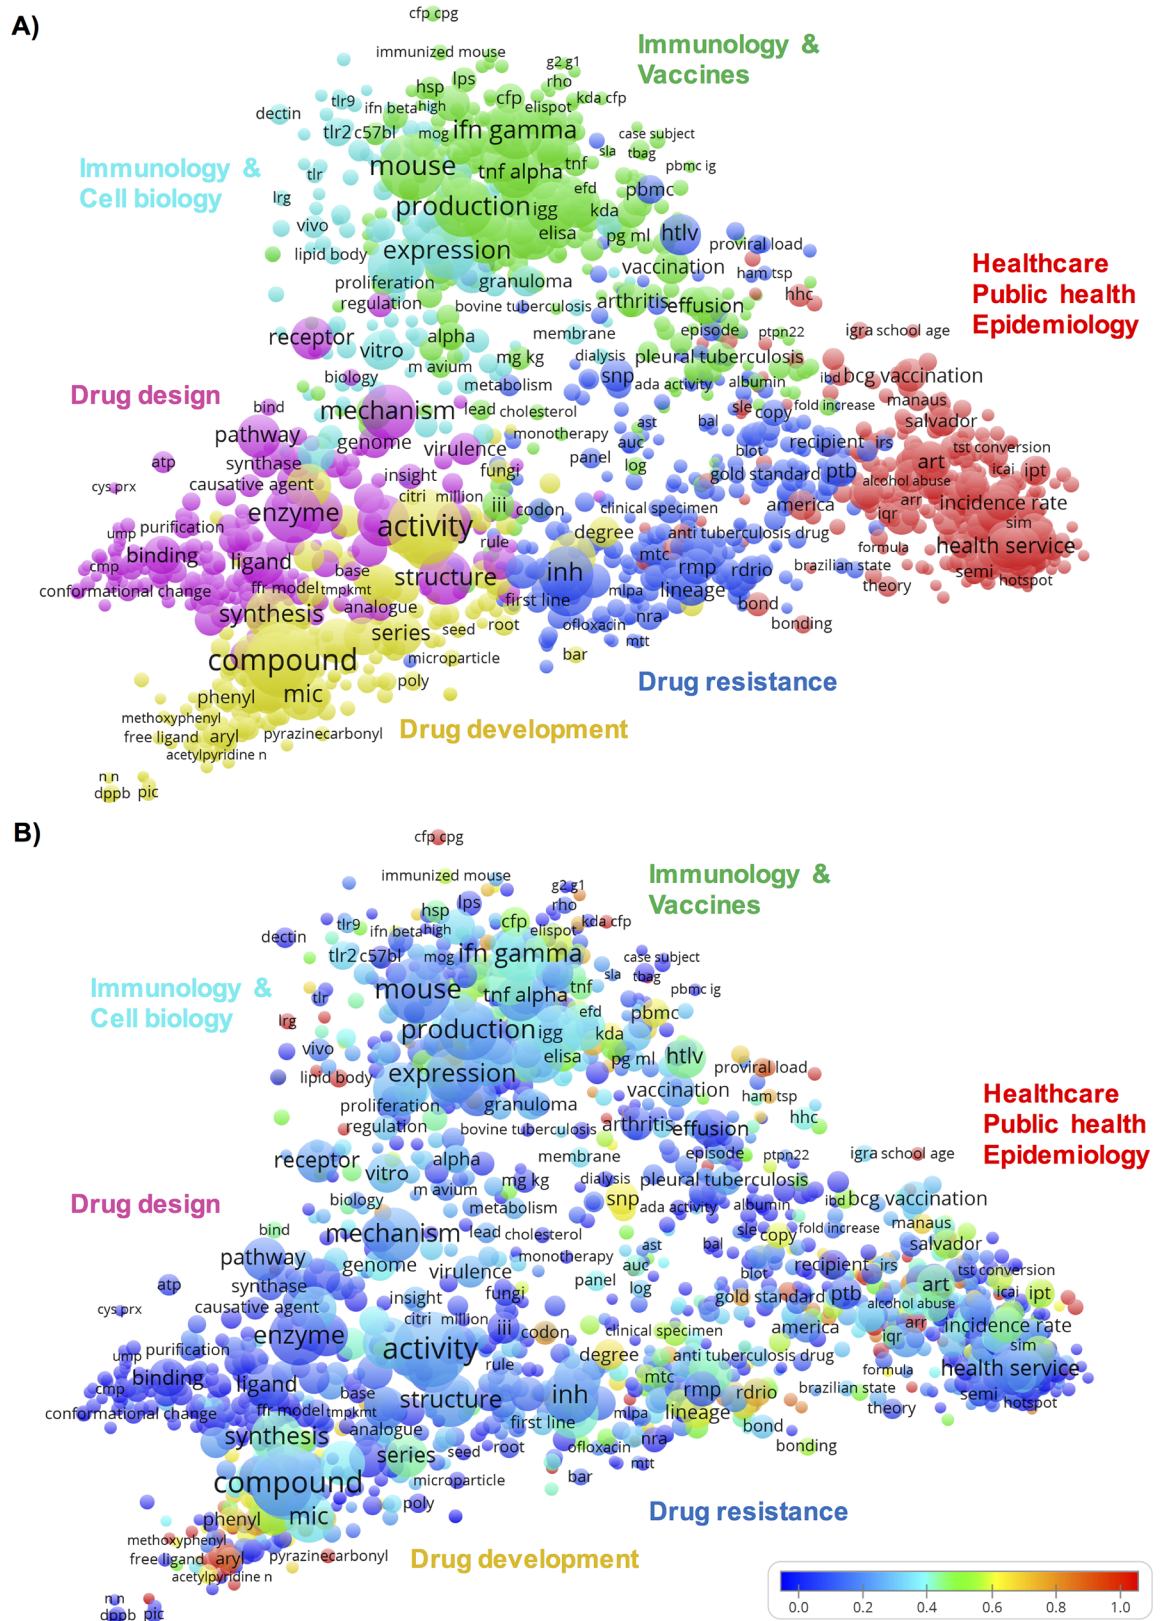 A)
cfp cpg
Immunology &
Vaccines
immunized mouse
g2 g1
hsp lps rho
tlr9 ifn beta high cfp elispot kda cfp
dectin
tlr2 c57bl mog ifn gamma case subject
sla tbag
Immunology &
Cell biology
mouse tnf alpha tnf pbmc ig
tlr
efd pbmc
lrg
production igg kda
vivo
elisa pg ml htlv proviral load
lipid body expression
vaccination ham tsp
Healthcare
Public health
Epidemiology
proliferation granuloma
regulation bovine tuberculosis arthritis effusion hhc
receptor alpha membrane episode ptpn22 igra school age
vitro mg kg dialysis pleural tuberculosis
m avium
biology metabolism snp ada activity albumin ibd bcg vaccination
Drug design
bind mechanism lead cholesterol sle copy fold increase manaus
ast bal salvador
pathway genome virulence monotherapy auc recipient irs
blot tst conversion
atp synthase insight fungi panel log gold standard ptb art icai ipt
cys prx causative agent citri million alcohol abuse
enzyme iii codon clinical specimen america arr incidence rate
iqr
ump purification activity rule degree anti tuberculosis drug sim
binding ligand mtc formula health service
cmp base structure inh rmp rdrio brazilian state semi hotspot
conformational change ffr model tmpkmt first line mlpa lineage theory
synthesis analogue bond
series seed root ofloxacin nra bonding
mtt
compound microparticle bar
phenyl mic poly
Drug resistance
methoxyphenyl
free ligand aryl pyrazinecarbonyl Drug development
acetylpyridine n
n n
dppb pic
B)
cfp cpg
Immunology &
Vaccines
immunized mouse
g2 g1
hsp lps rho
tlr9 ifn beta high cfp elispot kda cfp
dectin
tlr2 c57bl mog ifn gamma case subject
sla tbag
Immunology &
Cell biology
mouse tnf alpha tnf pbmc ig
tlr
efd pbmc
lrg
production igg kda
vivo
elisa pg ml htlv proviral load
lipid body expression
vaccination ham tsp
Healthcare
Public health
Epidemiology
proliferation granuloma
regulation bovine tuberculosis arthritis effusion hhc
receptor alpha membrane episode ptpn22 igra school age
vitro mg kg dialysis pleural tuberculosis
m avium
biology metabolism snp ada activity albumin ibd bcg vaccination
Drug design
bind mechanism lead cholesterol sle copy fold increase manaus
ast bal salvador
pathway genome virulence monotherapy auc recipient irs
blot tst conversion
atp synthase insight fungi panel log gold standard ptb art icai ipt
cys prx causative agent citri million alcohol abuse
enzyme iii codon clinical specimen america arr incidence rate
iqr
ump purification activity rule degree anti tuberculosis drug sim
binding ligand mtc formula health service
cmp base structure inh rmp rdrio brazilian state semi hotspot
conformational change ffr model tmpkmt first line mlpa lineage theory
synthesis analogue bond
series seed root ofloxacin nra bonding
mtt
compound microparticle bar
phenyl mic poly
Drug resistance
methoxyphenyl
free ligand aryl pyrazinecarbonyl Drug development
acetylpyridine n
n n
dppb pic
0.0 0.2 0.4 0.6 0.8 1.0